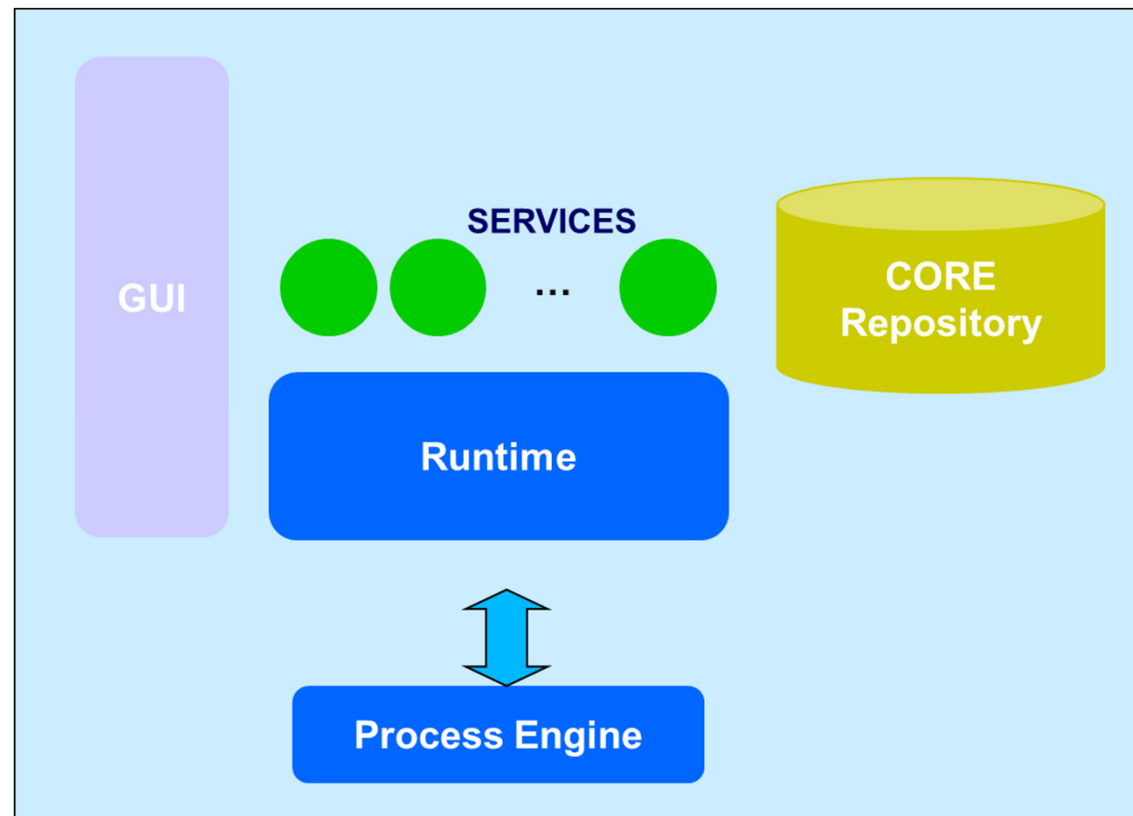 SERVICES
GUI
...
CORE
Repository
Runtime
Process Engine